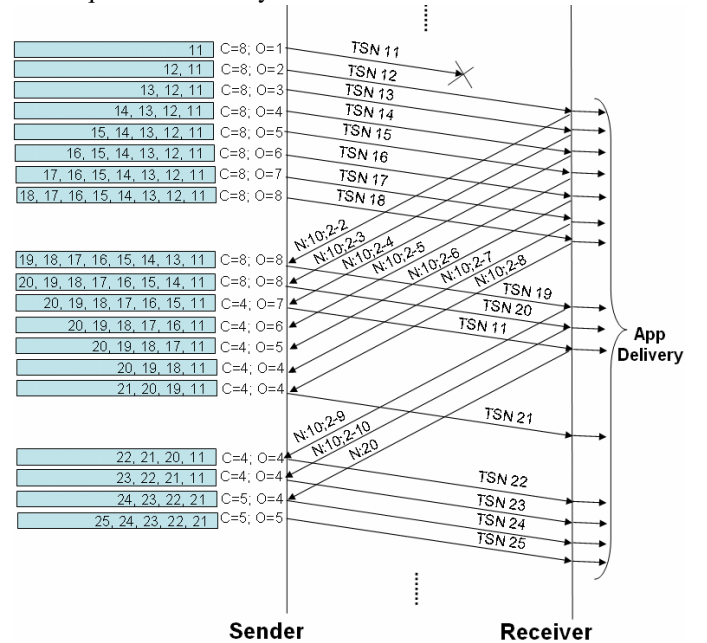 11 C=8; O=1
12, 11 C=8; O=2
13, 12, 11 C=8; O=3
14, 13, 12, 11 C=8; O=4
15, 14, 13, 12, 11 C=8; O=5
16, 15, 14, 13, 12, 11 C=8; O=6
17, 16, 15, 14, 13, 12, 11 C=8; O=7
18, 17, 16, 15, 14, 13, 12, 11 C=8; O=8
TSN 11
TSN 12
TSN 13
TSN 14
TSN 15
TSN 16
TSN 17
TSN 18
N:10;2-2
N:10;2-3
N:10;2-4
N:10;2-5
N:10;2-6
N:10;2-7
N:10;2-8
19, 18, 17, 16, 15, 14, 13, 11 C=8; O=8
20, 19, 18, 17, 16, 15, 14, 11 C=8; O=8
20, 19, 18, 17, 16, 15, 11 C=4; O=7
20, 19, 18, 17, 16, 11 C=4; O=6
20, 19, 18, 17, 11 C=4; O=5
20, 19, 18, 11 C=4; O=4
21, 20, 19, 11 C=4; O=4
TSN 19
TSN 20
TSN 11
TSN 21
App
Delivery
N:10;2-9
N:10;2-10
N:20
22, 21, 20, 11 C=4; O=4
23, 22, 21, 11 C=4; O=4
24, 23, 22, 21 C=5; O=4
25, 24, 23, 22, 21 C=5; O=5
TSN 22
TSN 23
TSN 24
TSN 25
Sender
Receiver